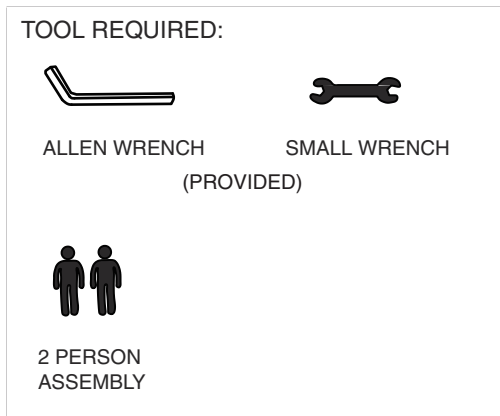 TOOL REQUIRED:
ALLEN WRENCH
SMALL WRENCH
(PROVIDED)
2 PERSON
ASSEMBLY